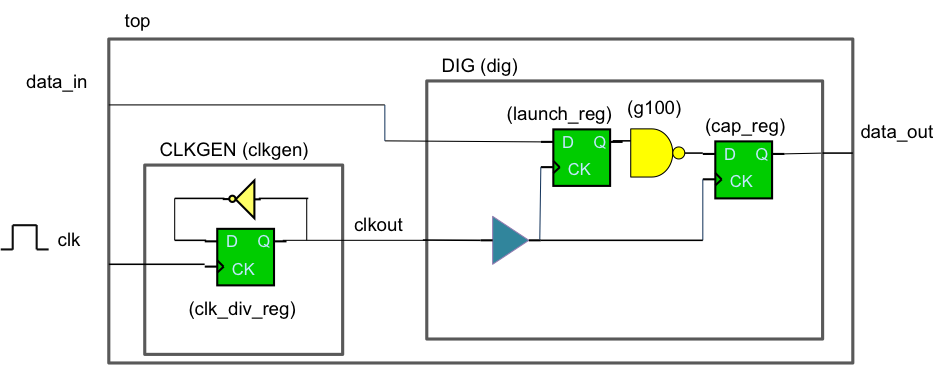 top
data_in
DIG (dig)
(launch_reg)
(g100)
(cap_reg)
data_out
D Q
CK
D Q
CK
CLKGEN (clkgen)
clk
clkout
D Q
CK
(clk_div_reg)